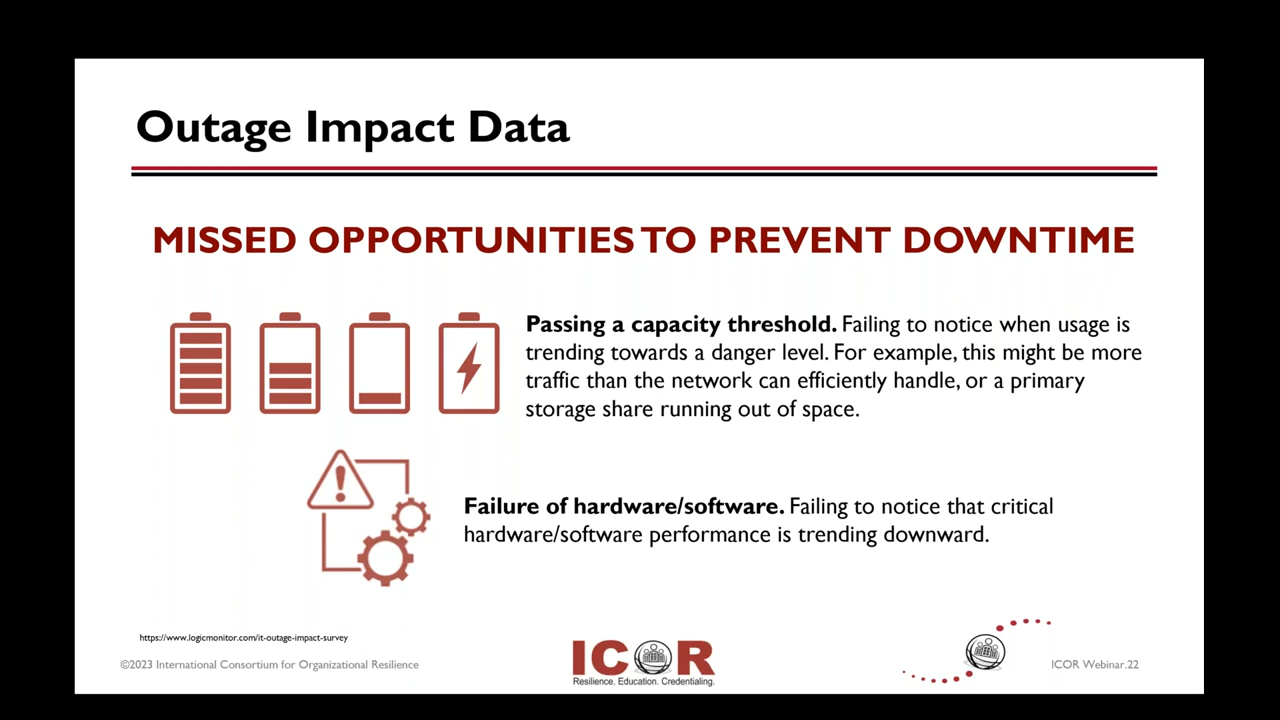 Outage Impact Data
MISSED OPPORTUNITIES TO PREVENT DOWNTIME
Passing a capacity threshold. Failing to notice when usage is
trending towards a danger level. For example, this might be more
traffic than the network can efficiently handle, or a primary
storage share running out of space.
Failure of hardware/software. Failing to notice that critical
hardware/software performance is trending downward.
https://www.logicmonitor.com/it-outage-impact-survey
©2023 International Consortium for Organizational Resilience
ICOR
Resilience. Education. Credentialing.
ICOR Webinar.22